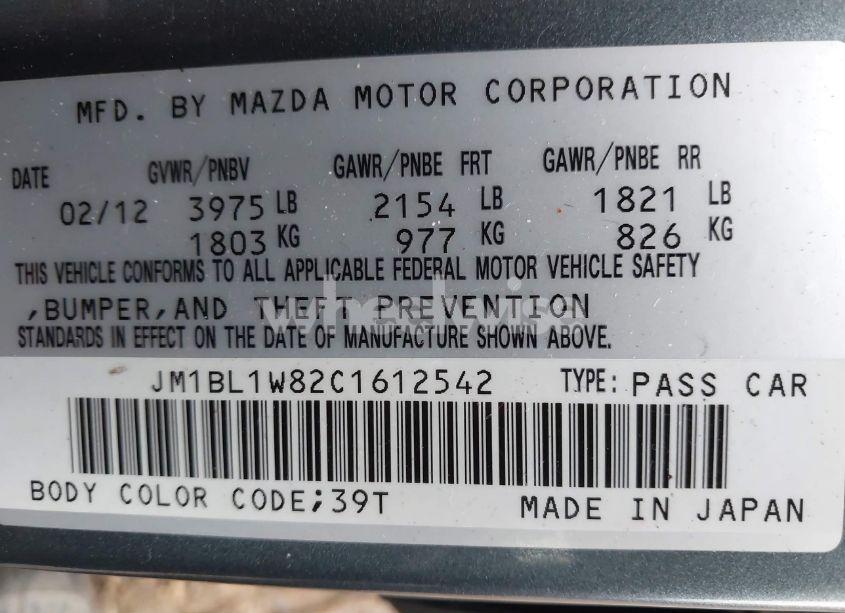 MFD. BY MAZDA MOTOR CORPORATION
DATE GVWR/PNBV GAWR/PNBE FRT GAWR/PNBE RR
02/12 3975 LB 2154 LB 1821 LB
1803 KG 977 KG 826 KG
THIS VEHICLE CONFORMS TO ALL APPLICABLE FEDERAL MOTOR VEHICLE SAFETY
,BUMPER,AND THEFT PREVENTION
STANDARDS IN EFFECT ON THE DATE OF MANUFACTURE SHOWN ABOVE.
JM1BL1W82C1612542 TYPE: PASS CAR
BODY COLOR CODE;39T MADE IN JAPAN